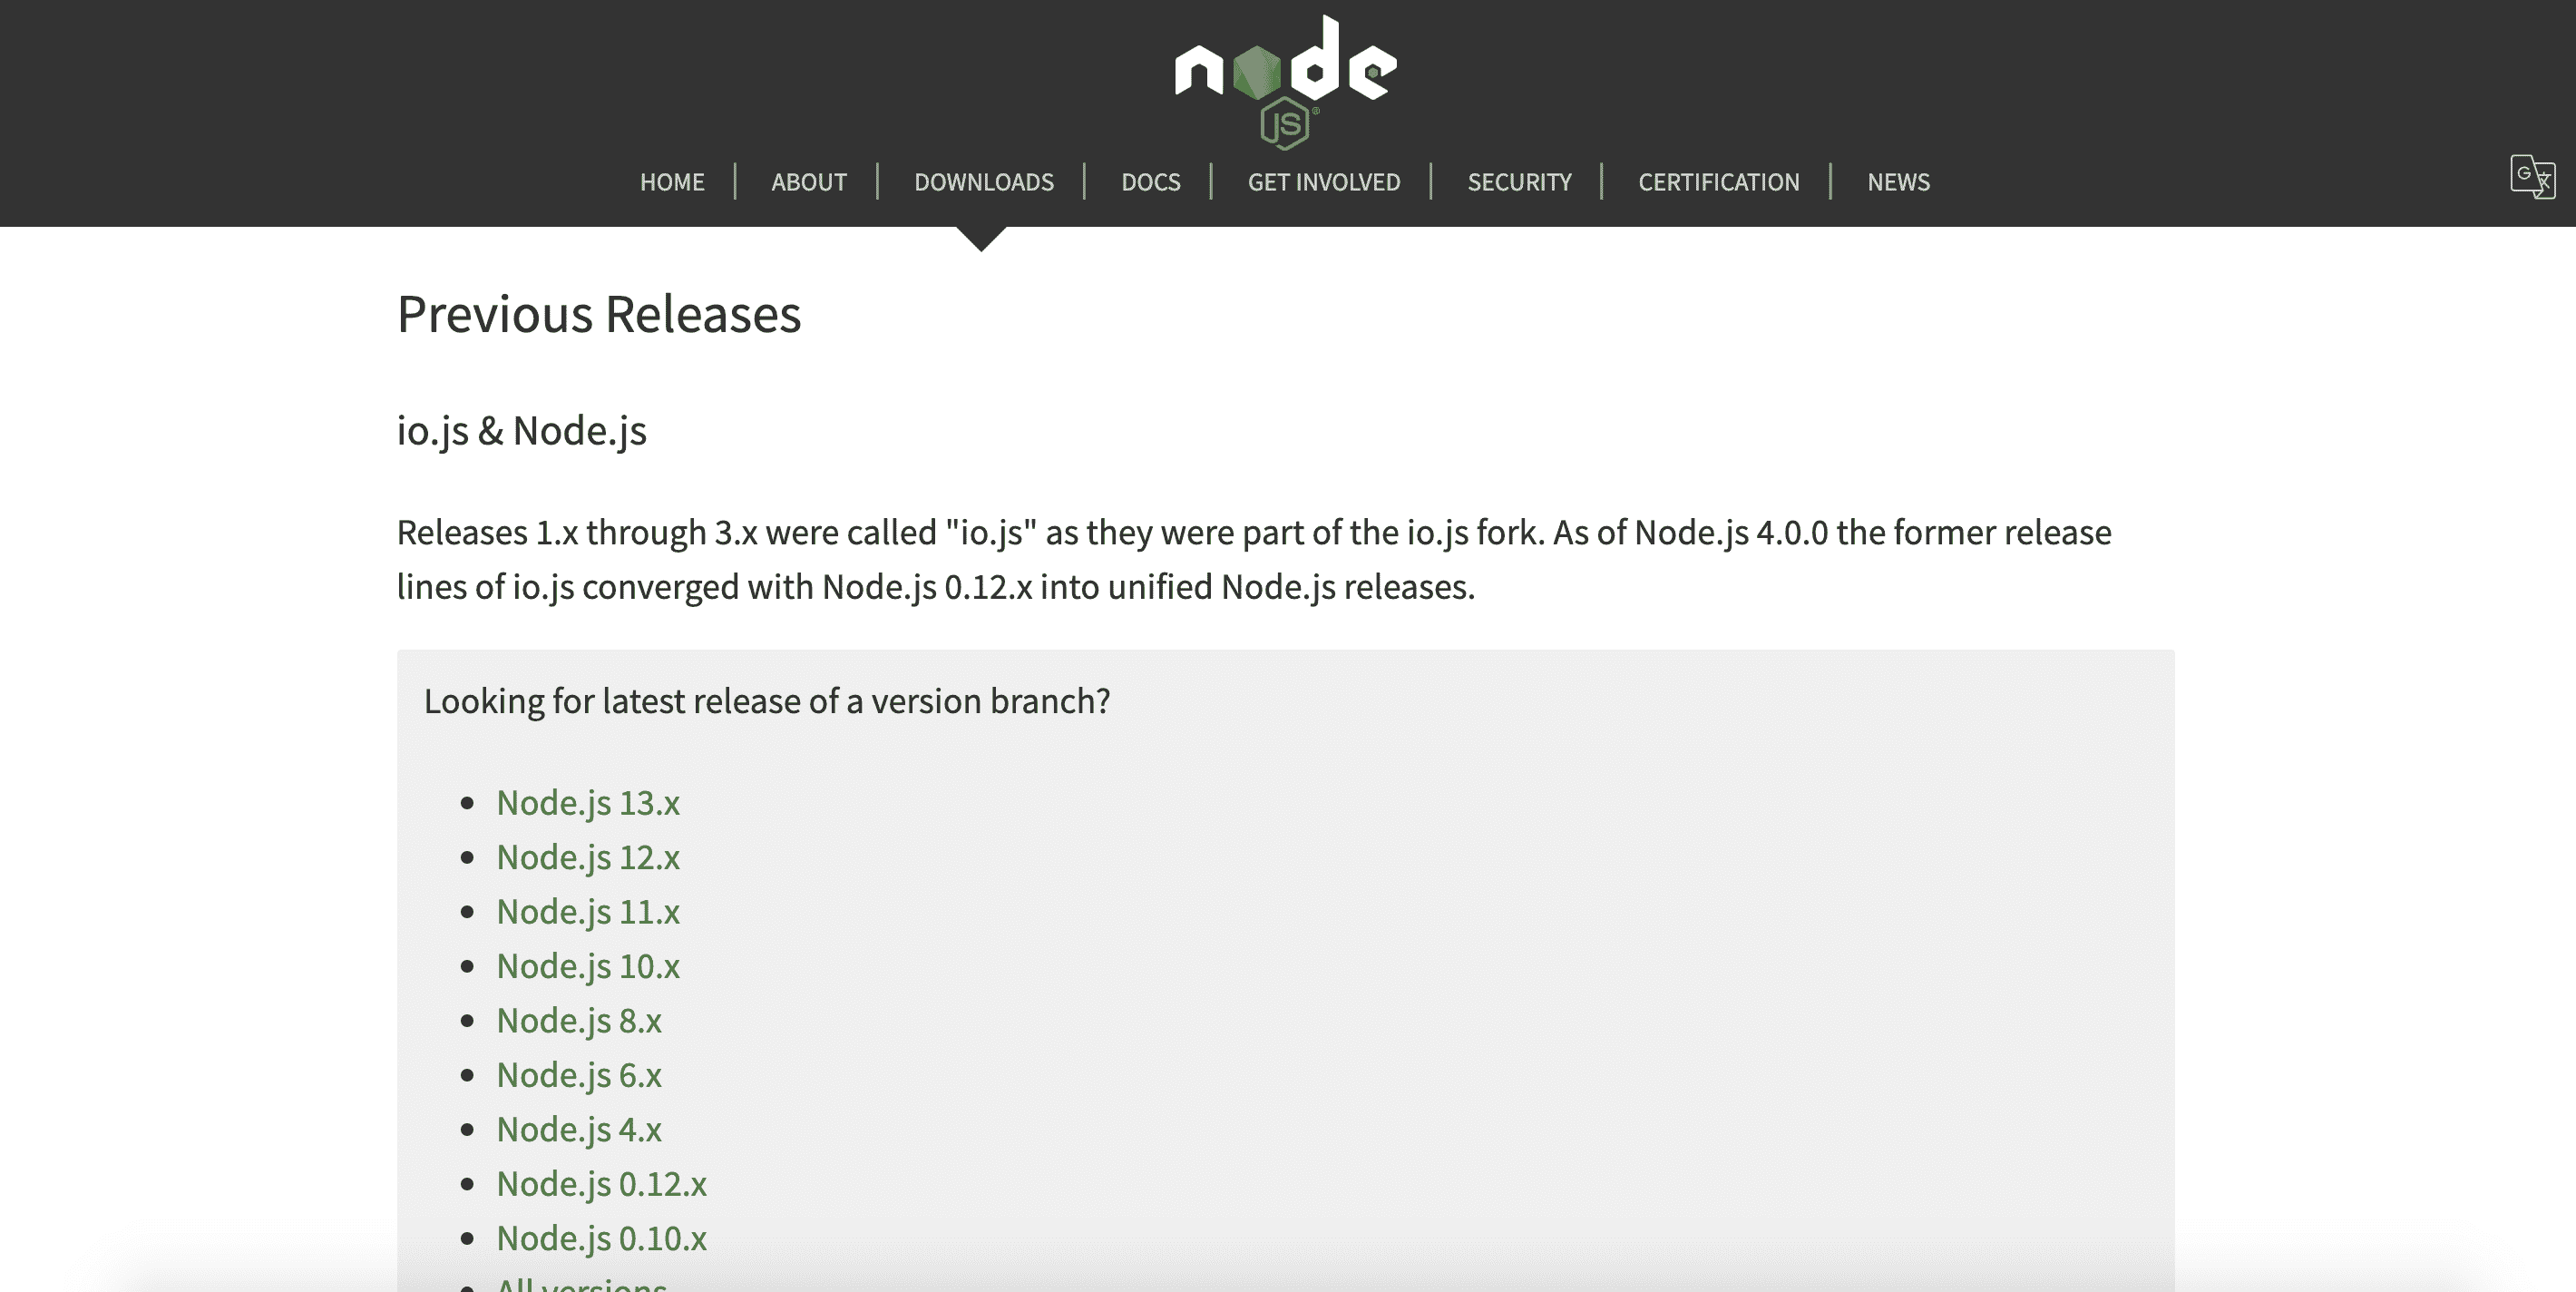 node
JS®
HOME | ABOUT | DOWNLOADS | DOCS | GET INVOLVED | SECURITY | CERTIFICATION | NEWS
G文
Previous Releases
io.js & Node.js
Releases 1.x through 3.x were called "io.js" as they were part of the io.js fork. As of Node.js 4.0.0 the former release
lines of io.js converged with Node.js 0.12.x into unified Node.js releases.
Looking for latest release of a version branch?
• Node.js 13.x
• Node.js 12.x
• Node.js 11.x
• Node.js 10.x
• Node.js 8.x
• Node.js 6.x
• Node.js 4.x
• Node.js 0.12.x
• Node.js 0.10.x
• All versions